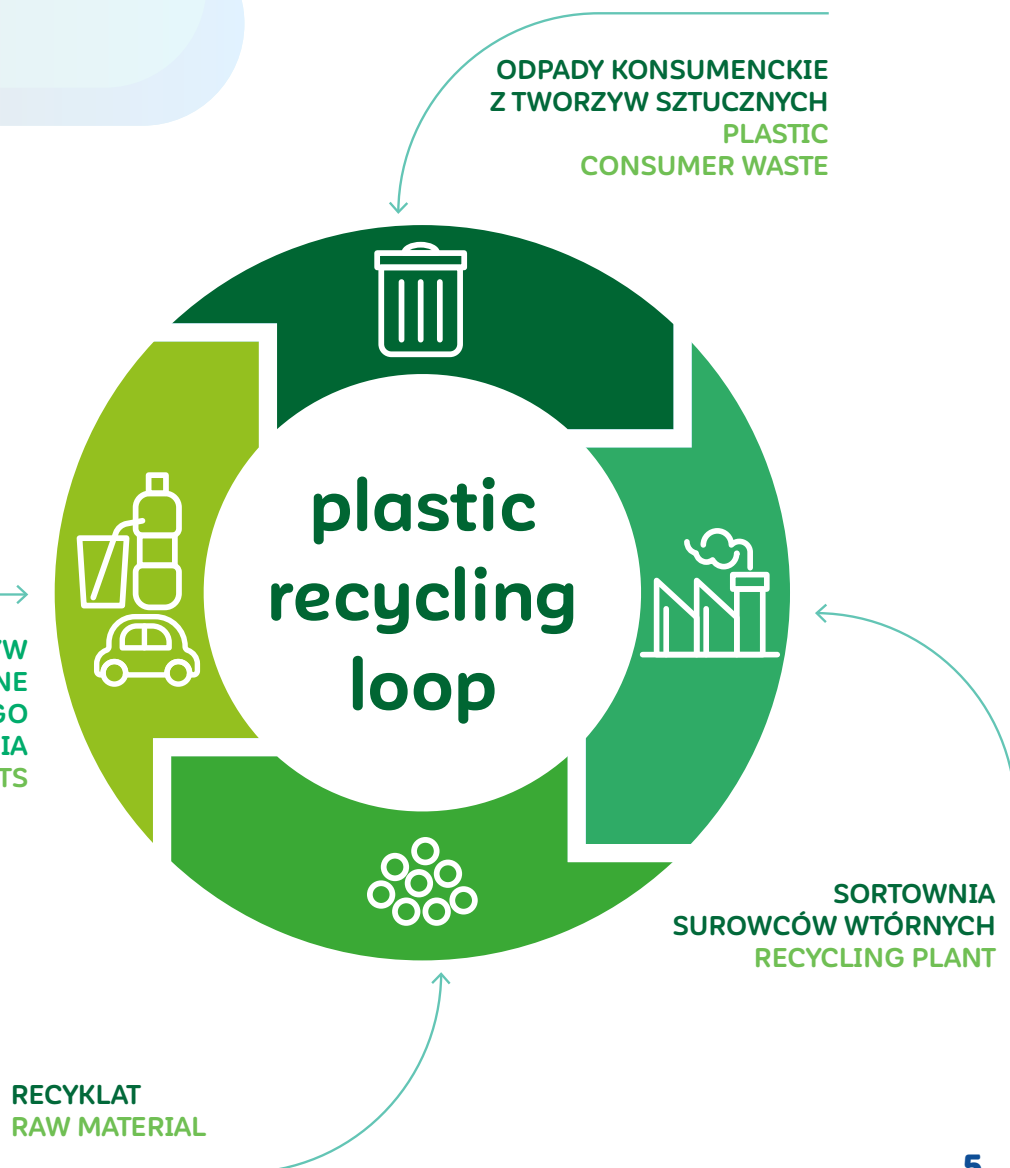 ODPADY KONSUMENCKIE
Z TWORZYW SZTUCZNYCH
PLASTIC
CONSUMER WASTE
plastic
recycling
loop
SORTOWNIA
SUROWCÓW WTÓRNYCH
RECYCLING PLANT
RECYKLAT
RAW MATERIAL
5